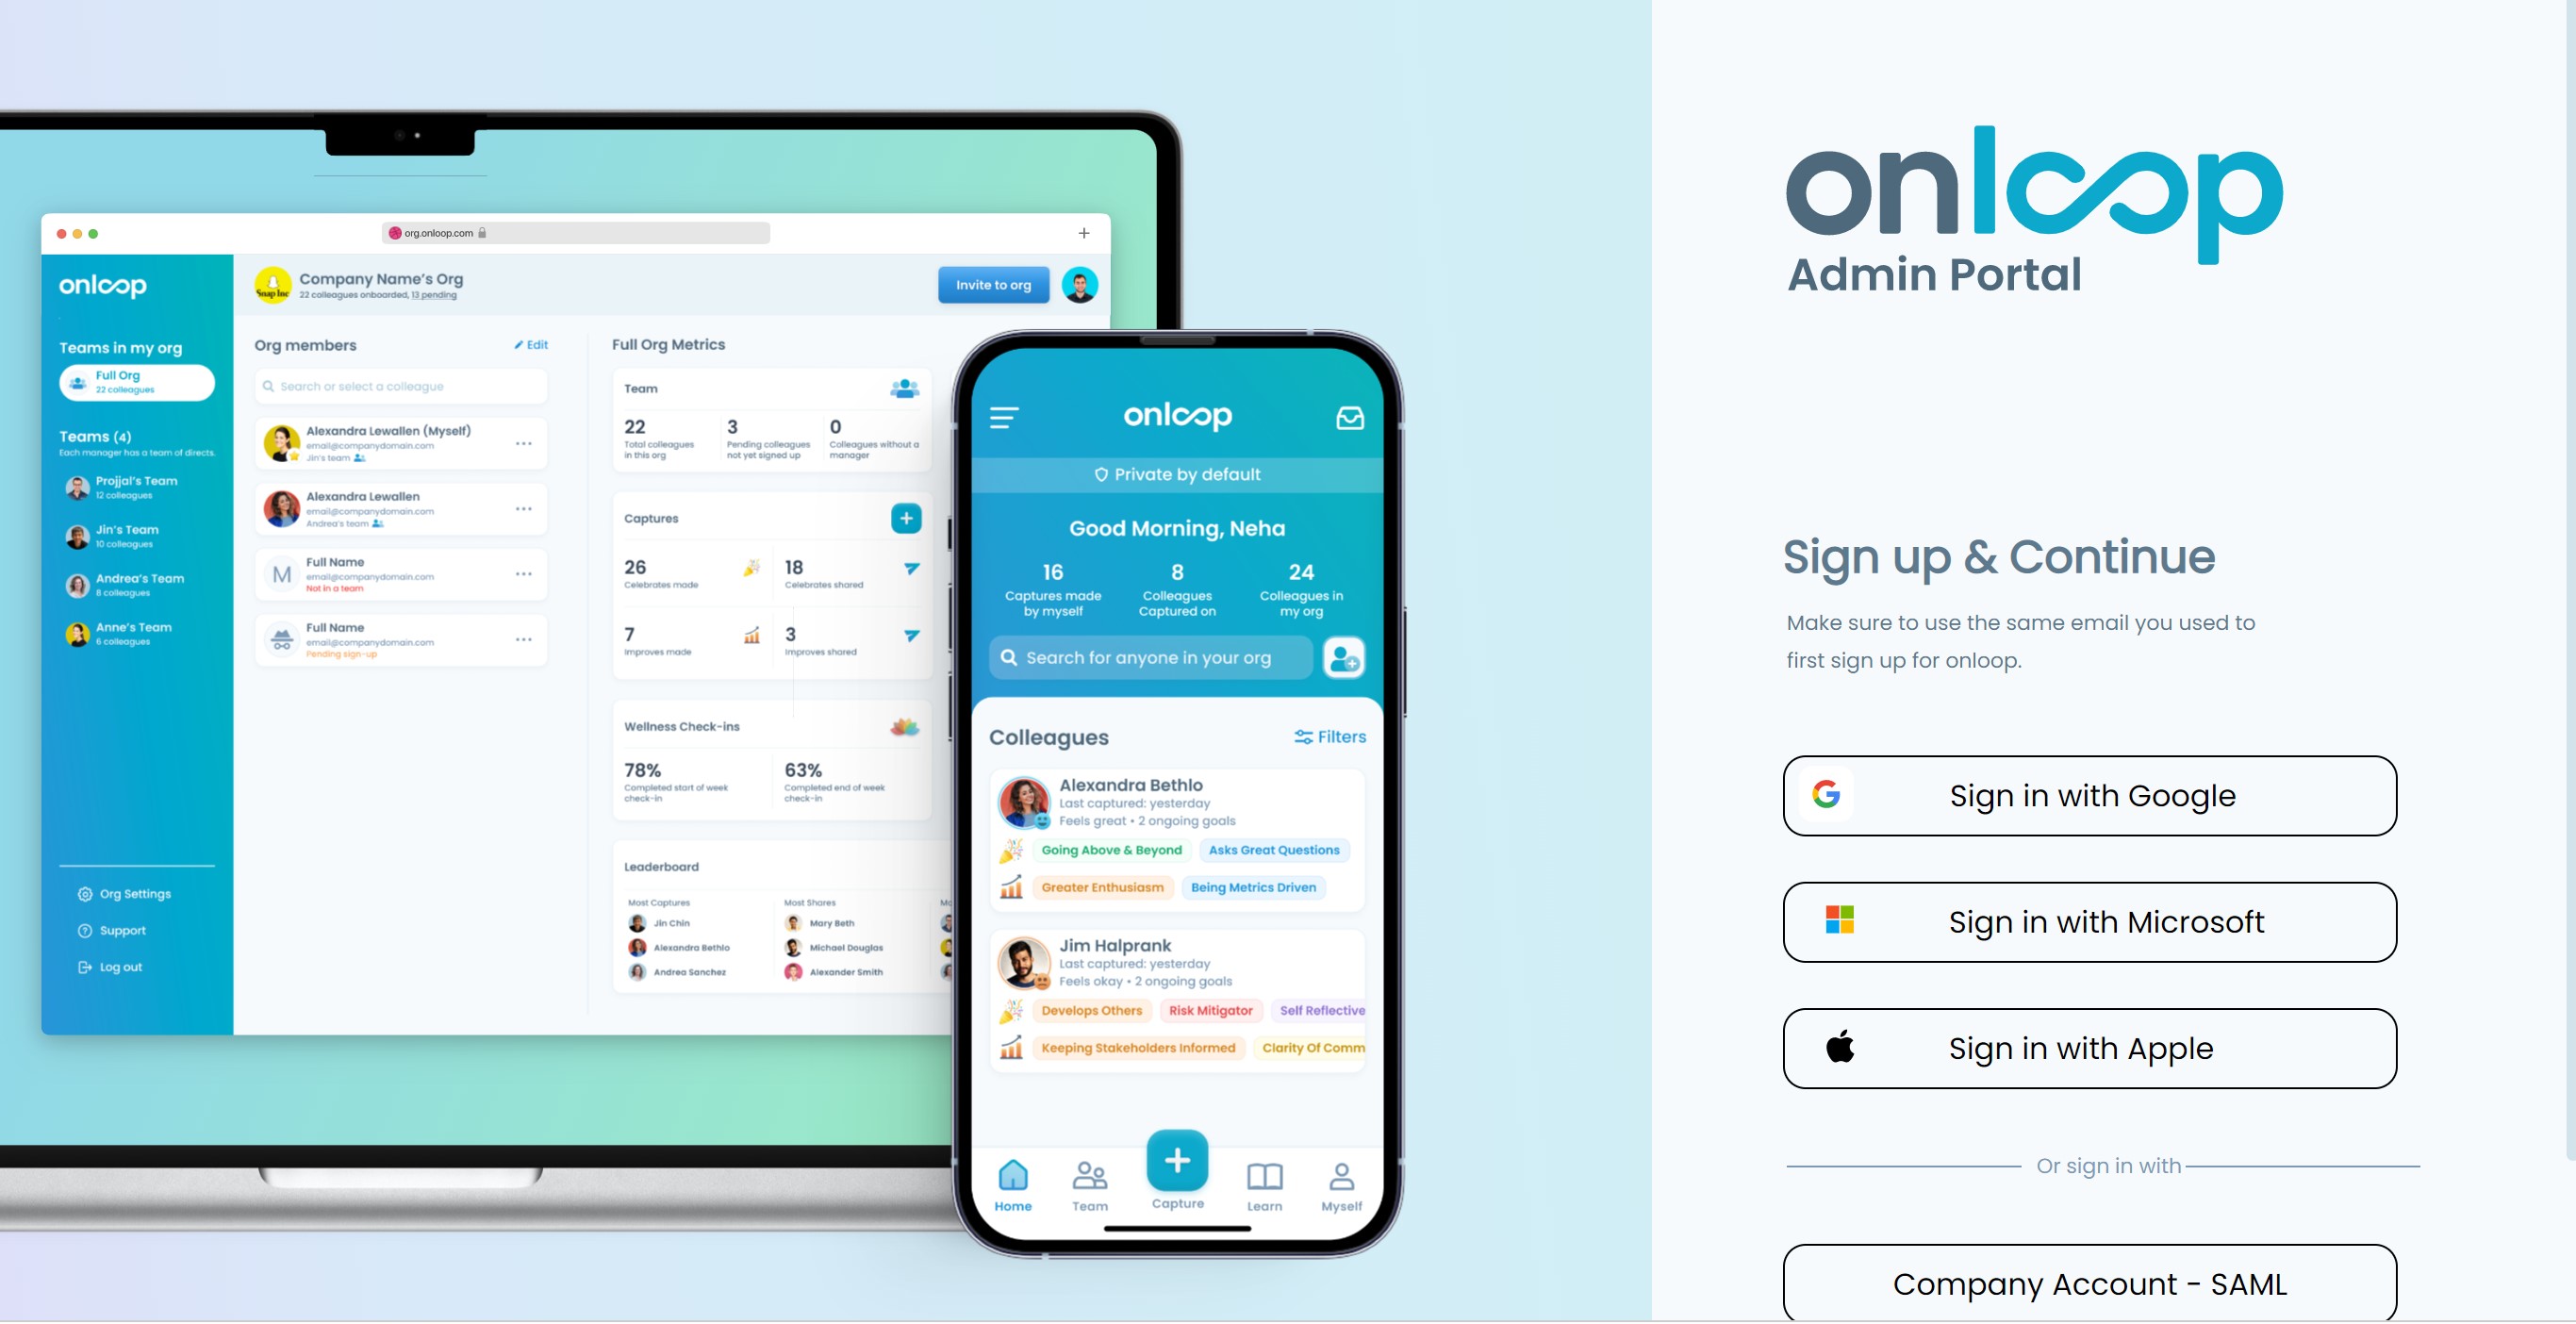 org.onloop.com
onloop
Teams in my org
Full Org
22 colleagues
Teams (4)
Each manager has a team of directs.
Projjal's Team
12 colleagues
Jin's Team
10 colleagues
Andrea's Team
8 colleagues
Anne's Team
6 colleagues
Org Settings
Support
Log out
Snap Inc
Company Name's Org
22 colleagues onboarded, 13 pending
Invite to org
Org members
Edit
Search or select a colleague
Alexandra Lewallen (Myself)
email@companydomain.com
Jin's team
Alexandra Lewallen
email@companydomain.com
Andrea's team
M
Full Name
email@companydomain.com
Not in a team
Full Name
email@companydomain.com
Pending sign-up
Full Org Metrics
Team
22
Total colleagues
in this org
3
Pending colleagues
not yet signed up
0
Colleagues without a
manager
Captures
26
Celebrates made
18
Celebrates shared
7
Improves made
3
Improves shared
Wellness Check-ins
78%
Completed start of week
check-in
63%
Completed end of week
check-in
Leaderboard
Most Captures
Jin Chin
Alexandra Bethlo
Andrea Sanchez
Most Shares
Mary Beth
Michael Douglas
Alexander Smith
onloop
Private by default
Good Morning, Neha
16
Captures made
by myself
8
Colleagues
Captured on
24
Colleagues in
my org
Search for anyone in your org
Colleagues
Filters
Alexandra Bethlo
Last captured: yesterday
Feels great • 2 ongoing goals
Going Above & Beyond Asks Great Questions
Greater Enthusiasm Being Metrics Driven
Jim Halprank
Last captured: yesterday
Feels okay • 2 ongoing goals
Develops Others Risk Mitigator Self Reflective
Keeping Stakeholders Informed Clarity Of Comm
Home Team Capture Learn Myself
onloop
Admin Portal
Sign up & Continue
Make sure to use the same email you used to
first sign up for onloop.
Sign in with Google
Sign in with Microsoft
Sign in with Apple
Or sign in with
Company Account - SAML